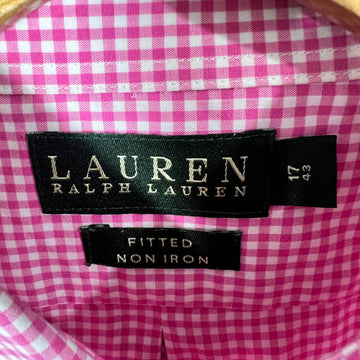 LAUREN
RALPH LAUREN
17
43
FITTED
NON IRON